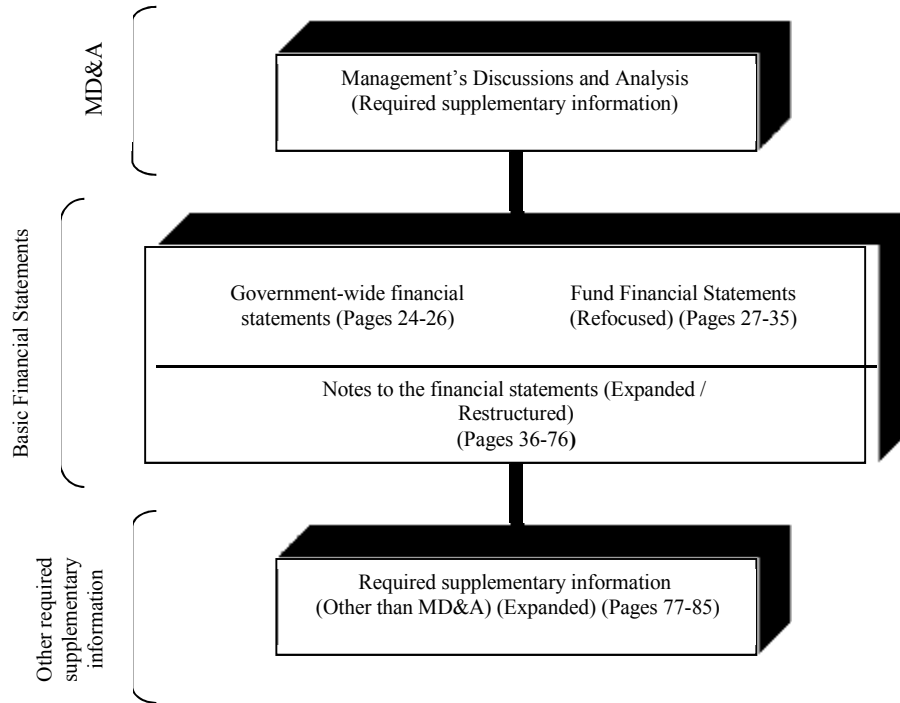 MD&A
Management’s Discussions and Analysis
(Required supplementary information)
Basic Financial Statements
Government-wide financial
statements (Pages 24-26)
Fund Financial Statements
(Refocused) (Pages 27-35)
Notes to the financial statements (Expanded /
Restructured)
(Pages 36-76)
Other required
supplementary
information
Required supplementary information
(Other than MD&A) (Expanded) (Pages 77-85)